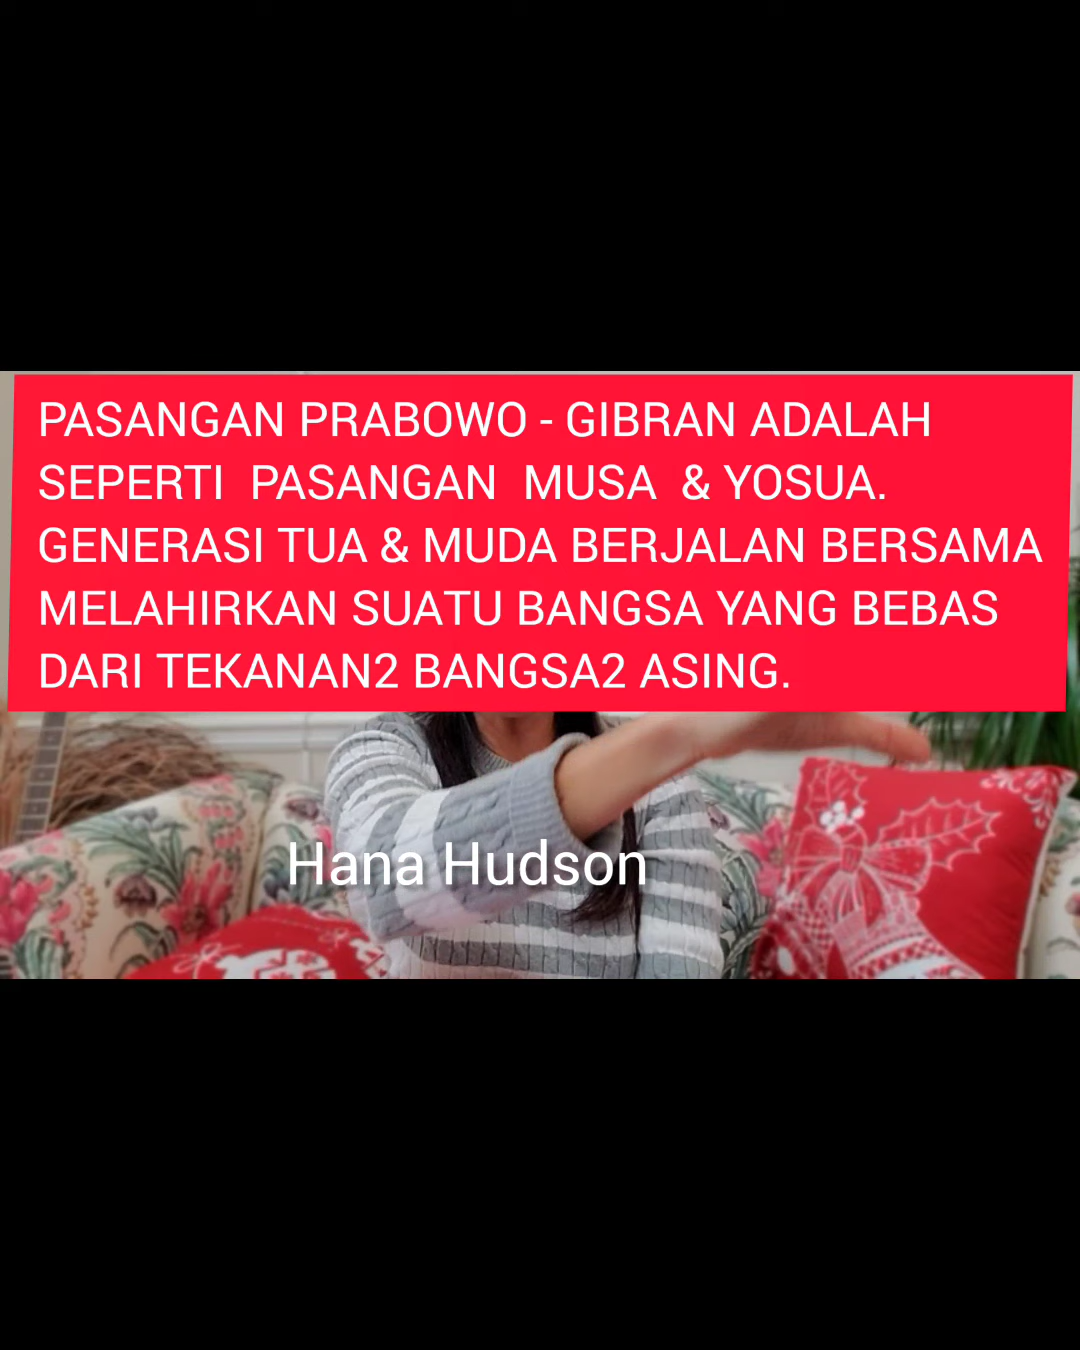 PASANGAN PRABOWO - GIBRAN ADALAH
SEPERTI PASANGAN MUSA & YOSUA.
GENERASI TUA & MUDA BERJALAN BERSAMA
MELAHIRKAN SUATU BANGSA YANG BEBAS
DARI TEKANAN2 BANGSA2 ASING.
Hana Hudson